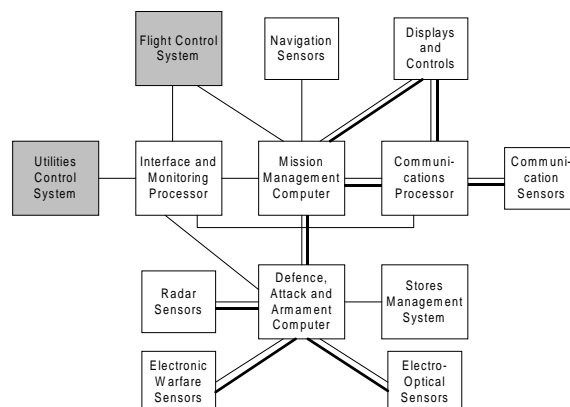 Flight Control
System
Navigation
Sensors
Displays
and
Controls
Utilities
Control
System
Interface and
Monitoring
Processor
Mission
Management
Computer
Communi-
cations
Processor
Communi-
cation
Sensors
Radar
Sensors
Defence,
Attack and
Armament
Computer
Stores
Management
System
Electronic
Warfare
Sensors
Electro-
Optical
Sensors